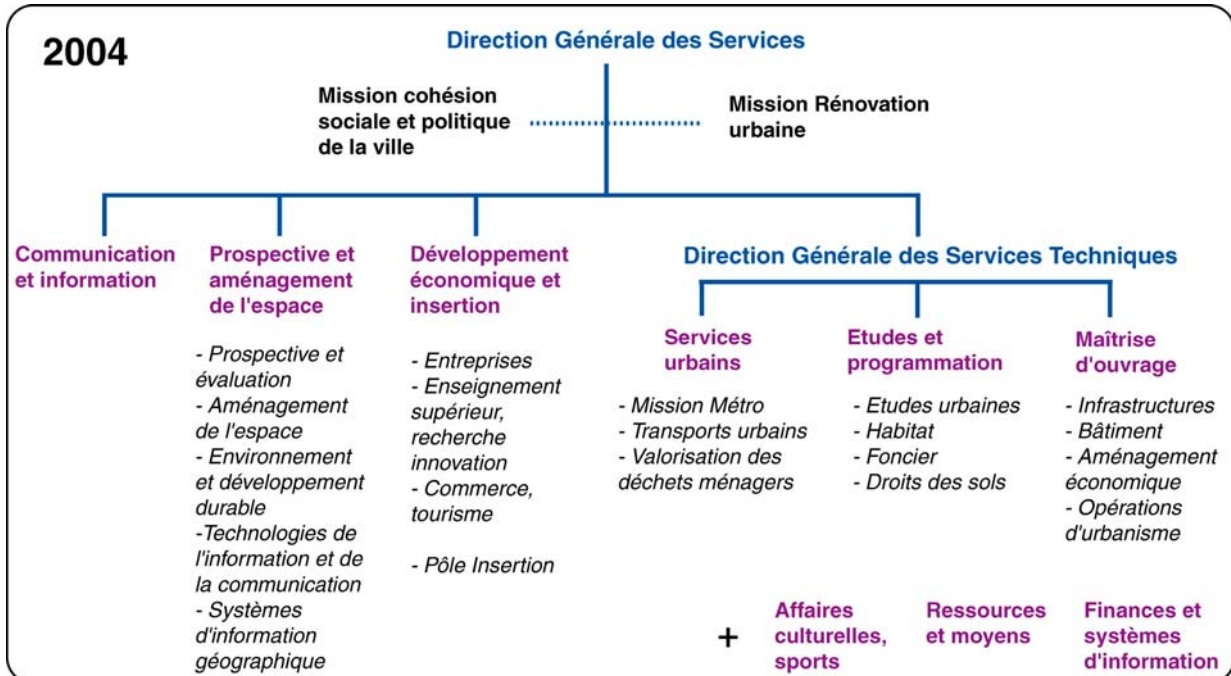 2004
Direction Générale des Services
Mission cohésion
sociale et politique
de la ville
Mission Rénovation
urbaine
Communication
et information
Prospective et
aménagement
de l'espace
- Prospective et
évaluation
- Aménagement
de l'espace
- Environnement
et développement
durable
-Technologies de
l'information et de
la communication
- Systèmes
d'information
géographique
Développement
économique et
insertion
- Entreprises
- Enseignement
supérieur,
recherche
innovation
- Commerce,
tourisme
- Pôle Insertion
Direction Générale des Services Techniques
Services
urbains
- Mission Métro
- Transports urbains
- Valorisation des
déchets ménagers
Etudes et
programmation
- Etudes urbaines
- Habitat
- Foncier
- Droits des sols
Maîtrise
d'ouvrage
- Infrastructures
- Bâtiment
- Aménagement
économique
- Opérations
d'urbanisme
+
Affaires
culturelles,
sports
Ressources
et moyens
Finances et
systèmes
d'information